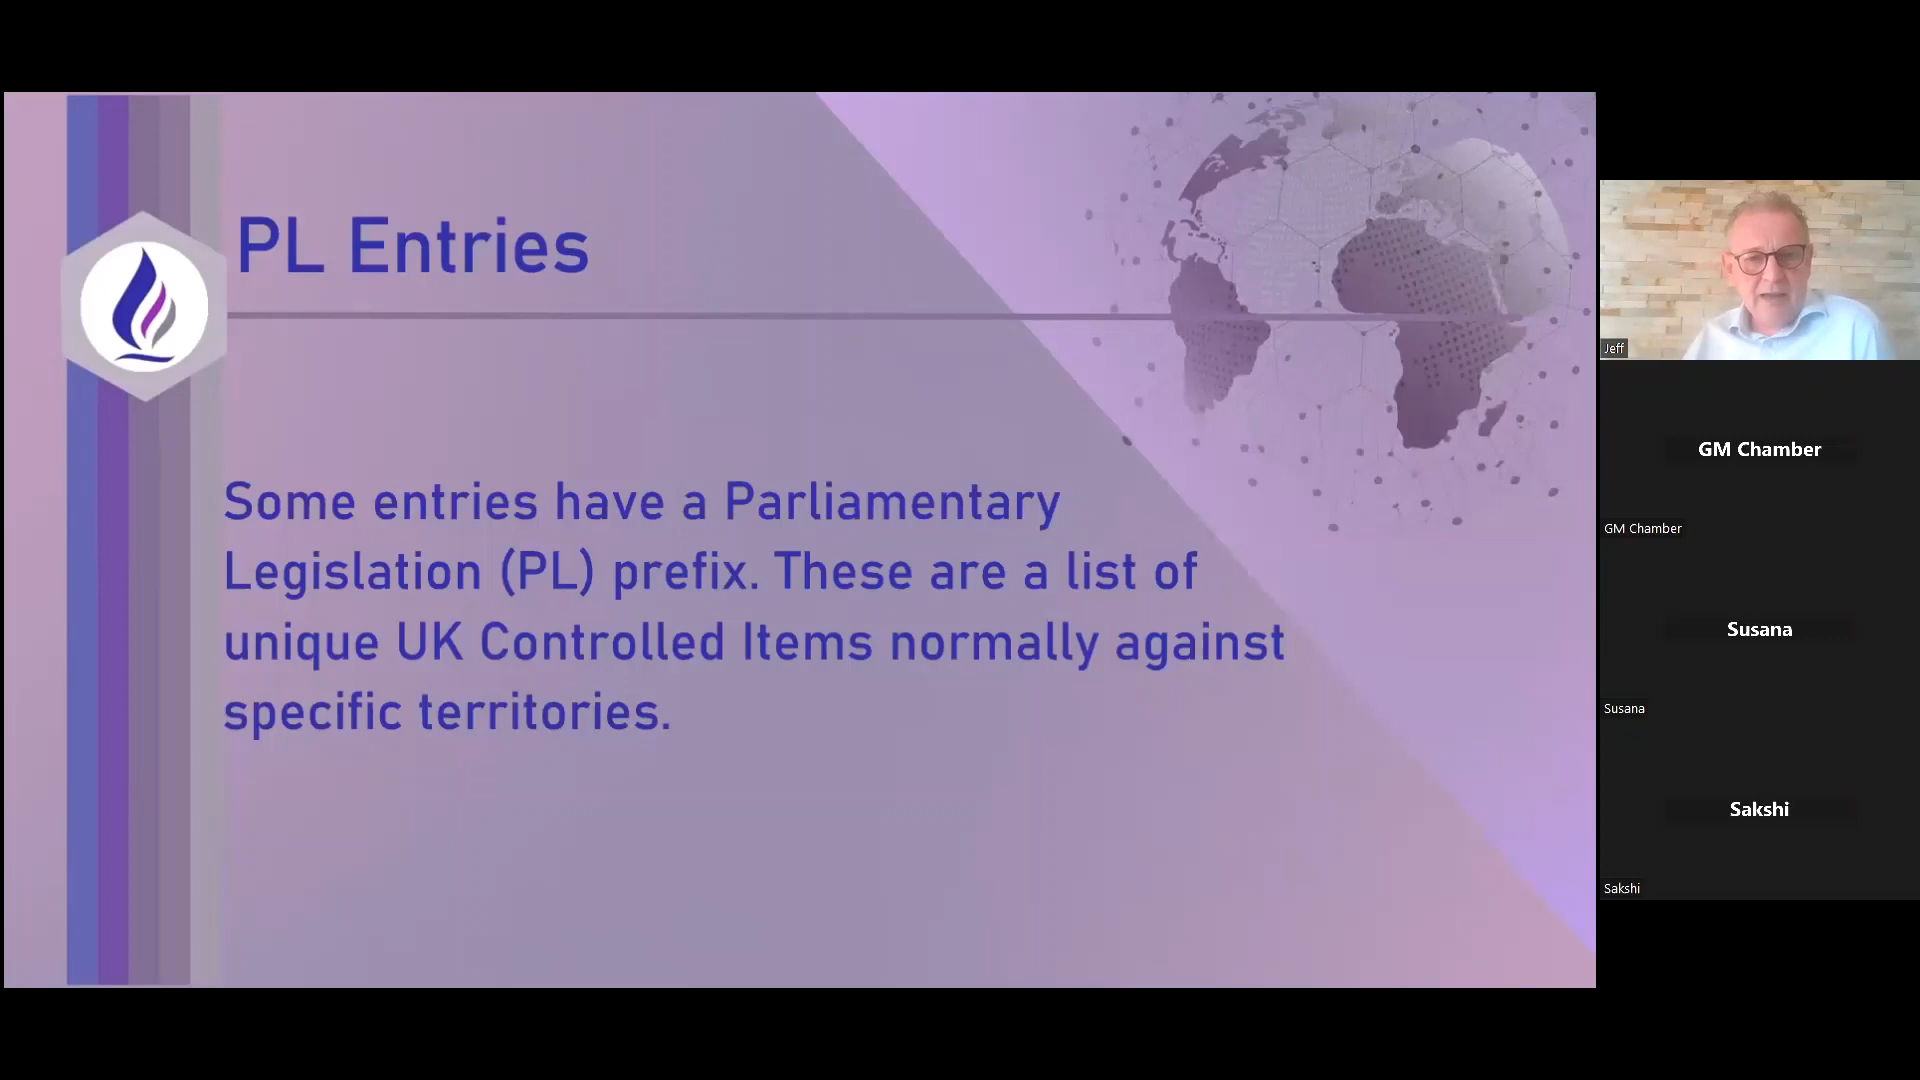 PL Entries
Some entries have a Parliamentary
Legislation (PL) prefix. These are a list of
unique UK Controlled Items normally against
specific territories.
Jeff
GM Chamber
GM Chamber
Susana
Susana
Sakshi
Sakshi